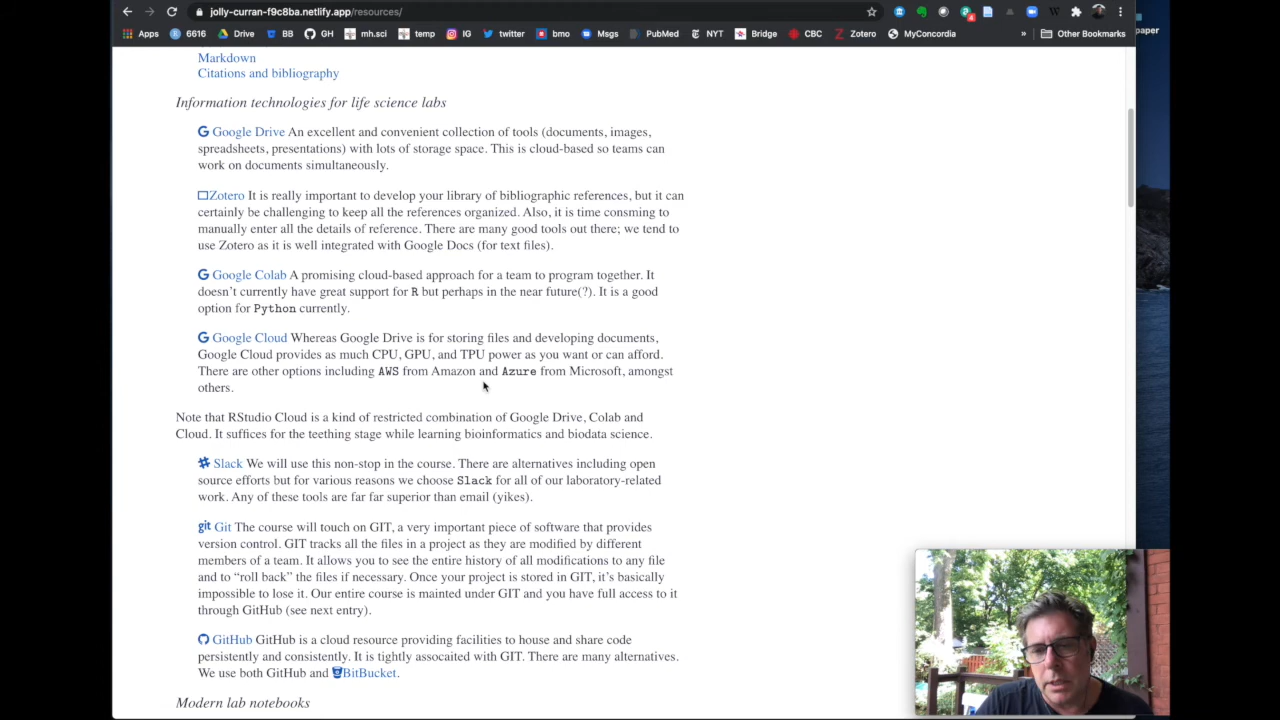 jolly-curran-f9c8ba.netlify.app/resources/
Apps 6616 Drive BB GH mh.sci temp IG twitter bmo Msgs PubMed NYT Bridge CBC Zotero MyConcordia » Other Bookmarks
paper
Markdown
Citations and bibliography
Information technologies for life science labs
Google Drive An excellent and convenient collection of tools (documents, images,
spreadsheets, presentations) with lots of storage space. This is cloud-based so teams can
work on documents simultaneously.
Zotero It is really important to develop your library of bibliographic references, but it can
certainly be challenging to keep all the references organized. Also, it is time consming to
manually enter all the details of reference. There are many good tools out there; we tend to
use Zotero as it is well integrated with Google Docs (for text files).
Google Colab A promising cloud-based approach for a team to program together. It
doesn't currently have great support for R but perhaps in the near future(?). It is a good
option for Python currently.
Google Cloud Whereas Google Drive is for storing files and developing documents,
Google Cloud provides as much CPU, GPU, and TPU power as you want or can afford.
There are other options including AWS from Amazon and Azure from Microsoft, amongst
others.
Note that RStudio Cloud is a kind of restricted combination of Google Drive, Colab and
Cloud. It suffices for the teething stage while learning bioinformatics and biodata science.
Slack We will use this non-stop in the course. There are alternatives including open
source efforts but for various reasons we choose Slack for all of our laboratory-related
work. Any of these tools are far far superior than email (yikes).
git Git The course will touch on GIT, a very important piece of software that provides
version control. GIT tracks all the files in a project as they are modified by different
members of a team. It allows you to see the entire history of all modifications to any file
and to “roll back” the files if necessary. Once your project is stored in GIT, it's basically
impossible to lose it. Our entire course is mainted under GIT and you have full access to it
through GitHub (see next entry).
GitHub GitHub is a cloud resource providing facilities to house and share code
persistently and consistently. It is tightly assocaited with GIT. There are many alternatives.
We use both GitHub and BitBucket.
Modern lab notebooks